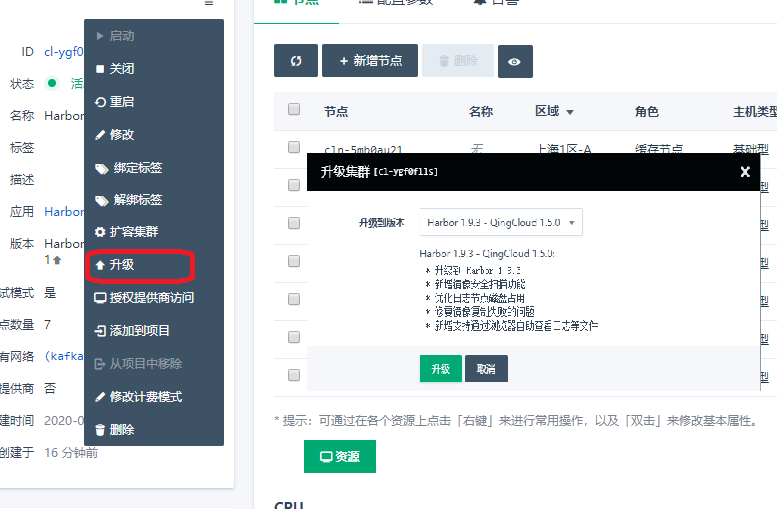 节点
配置参数
告警
ID
cl-ygf0
状态
活
名称
Harbor
标签
描述
应用
Harbor
版本
Harbor
1
试模式
是
点数量
7
有网络
(kafka
提供商
否
建时间
2020-0
创建于
16 分钟前
启动
关闭
重启
修改
绑定标签
解绑标签
扩容集群
升级
授权提供商访问
添加到项目
从项目中移除
修改计费模式
删除
+ 新增节点
删除
节点
名称
区域
角色
主机类型
cln-5mb0au21
无
上海1区-A
缓存节点
基础型
型
型
型
型
型
型
升级集群 [cl-ygf0f11s]
升级到版本
Harbor 1.9.3 - QingCloud 1.5.0
Harbor 1.9.3 - QingCloud 1.5.0:
* 升级到 Harbor 1.9.3
* 新增镜像安全扫描功能
* 优化日志节点磁盘占用
* 修复镜像复制失败的问题
* 新增支持通过浏览器自助查看日志等文件
升级
取消
* 提示：可通过在各个资源上点击「右键」来进行常用操作，以及「双击」来修改基本属性。
资源
CPU